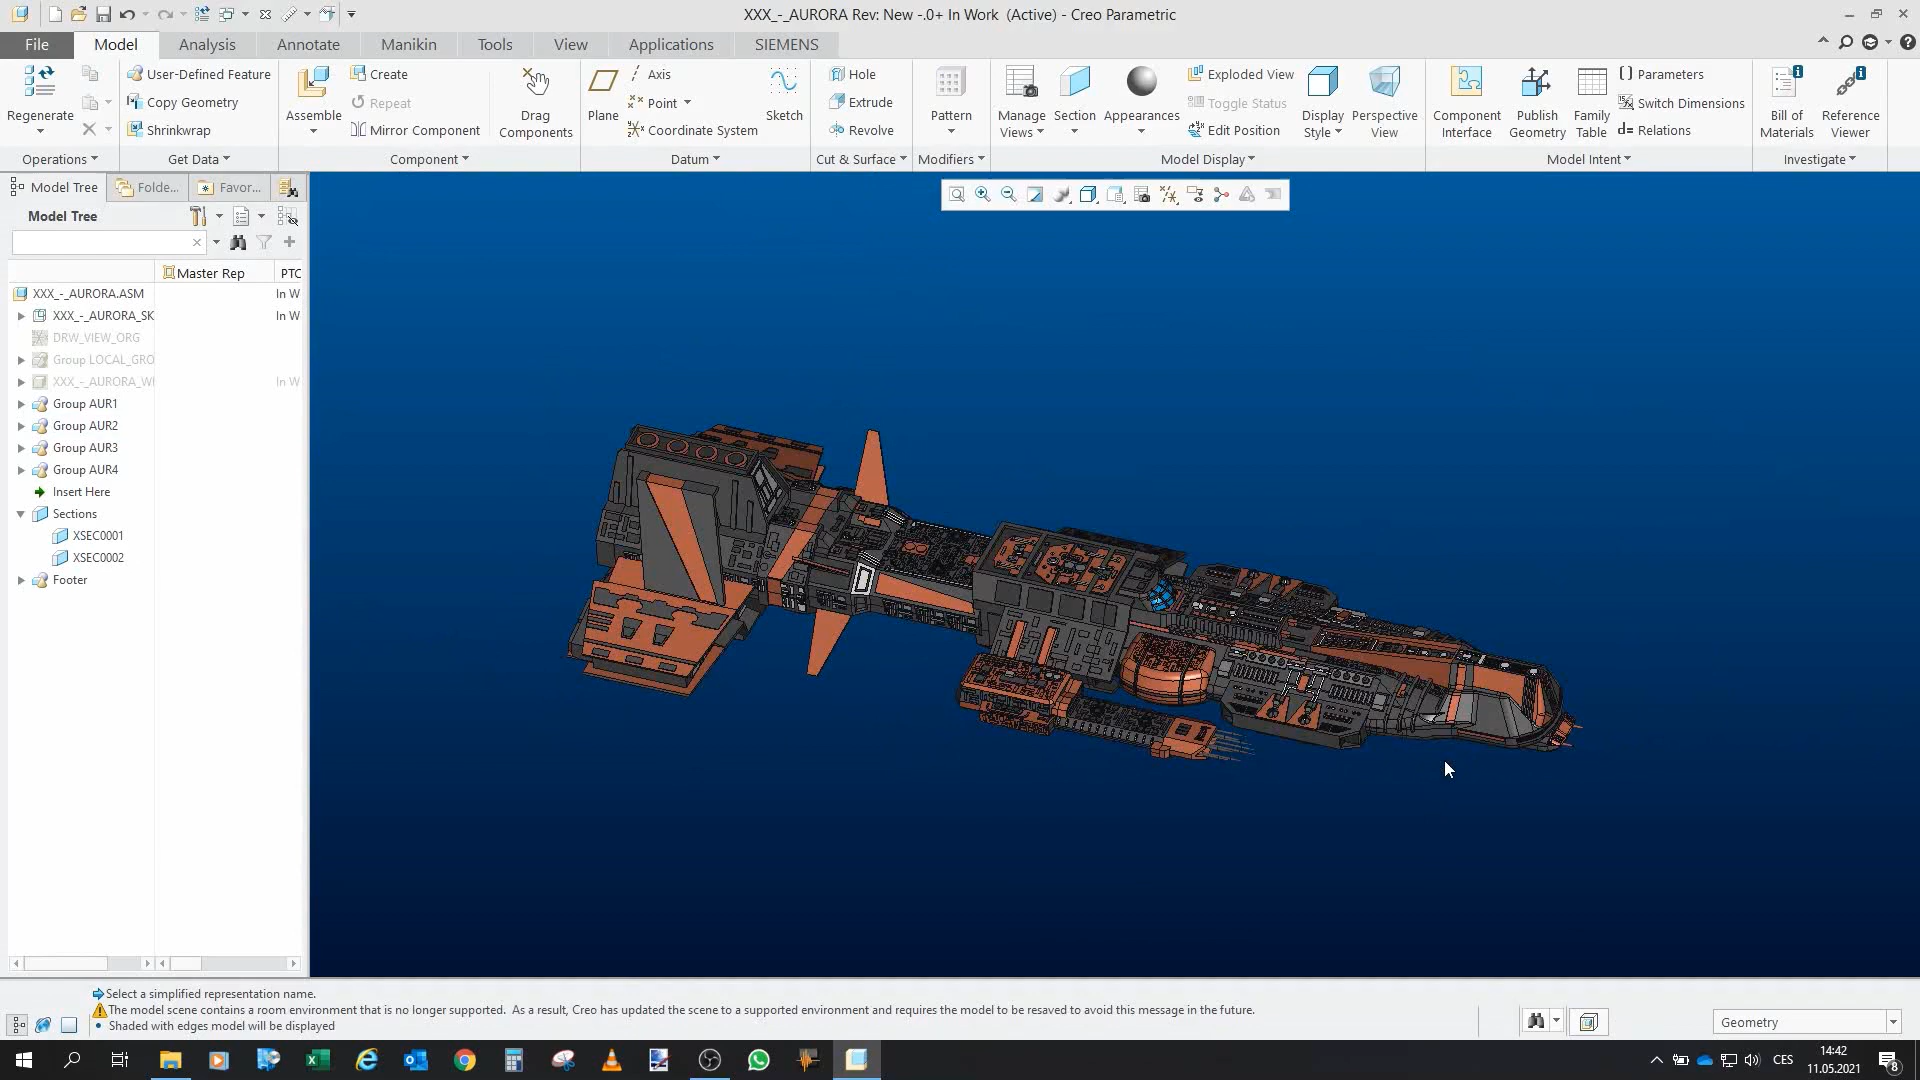 XXX_-_AURORA Rev: New -.0+ In Work (Active) - Creo Parametric
File Model Analysis Annotate Manikin Tools View Applications SIEMENS
Regenerate
User-Defined Feature
Copy Geometry
Shrinkwrap
Assemble
Create
Repeat
Mirror Component
Drag
Components
Plane
Axis
Point
Coordinate System
Sketch
Hole
Extrude
Revolve
Pattern
Manage
Views
Section
Appearances
Exploded View
Toggle Status
Edit Position
Display
Style
Perspective
View
Component
Interface
Publish
Geometry
Family
Table
Parameters
Switch Dimensions
Relations
Bill of
Materials
Reference
Viewer
Operations Get Data Component Datum Cut & Surface Modifiers Model Display Model Intent Investigate
Model Tree Folde... Favor...
Model Tree
Master Rep PTC
XXX_-_AURORA.ASM In W
XXX_-_AURORA_SK In W
DRW_VIEW_ORG
Group LOCAL_GRO
XXX_-_AURORA_WI In W
Group AUR1
Group AUR2
Group AUR3
Group AUR4
Insert Here
Sections
XSEC0001
XSEC0002
Footer
Select a simplified representation name.
The model scene contains a room environment that is no longer supported. As a result, Creo has updated the scene to a supported environment and requires the model to be resaved to avoid this message in the future.
Shaded with edges model will be displayed
Geometry
CES
14:42
11.05.2021
8